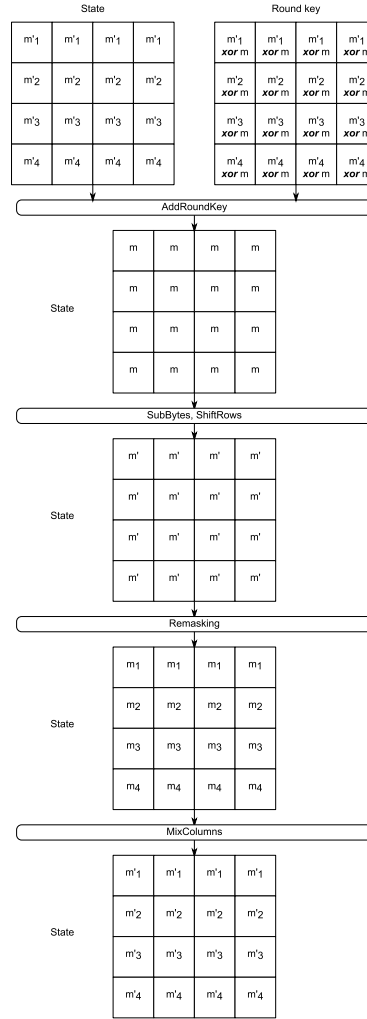 State
Round key
m'1 m'1 m'1 m'1
m'2 m'2 m'2 m'2
m'3 m'3 m'3 m'3
m'4 m'4 m'4 m'4
m'1 m'1 m'1 m'1
xor m xor m xor m xor m
m'2 m'2 m'2 m'2
xor m xor m xor m xor m
m'3 m'3 m'3 m'3
xor m xor m xor m xor m
m'4 m'4 m'4 m'4
xor m xor m xor m xor m
AddRoundKey
State
m m m m
m m m m
m m m m
m m m m
SubBytes, ShiftRows
State
m' m' m' m'
m' m' m' m'
m' m' m' m'
m' m' m' m'
Remasking
State
m1 m1 m1 m1
m2 m2 m2 m2
m3 m3 m3 m3
m4 m4 m4 m4
MixColumns
State
m'1 m'1 m'1 m'1
m'2 m'2 m'2 m'2
m'3 m'3 m'3 m'3
m'4 m'4 m'4 m'4